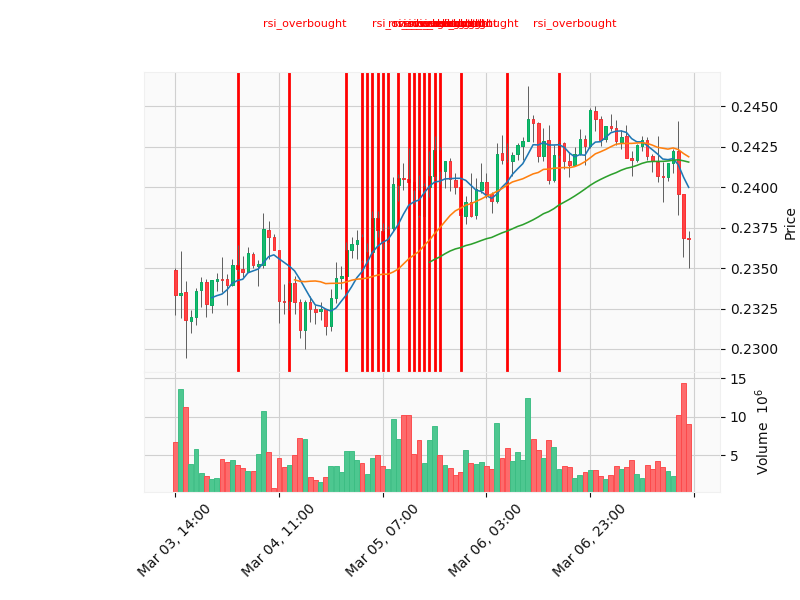 rsi_overbought
rsi_overbought
0.2450
0.2425
0.2400
0.2375
0.2350
0.2325
0.2300
Price
15
10
5
Volume 10^6
Mar 03, 14:00
Mar 04, 11:00
Mar 05, 07:00
Mar 06, 03:00
Mar 06, 23:00